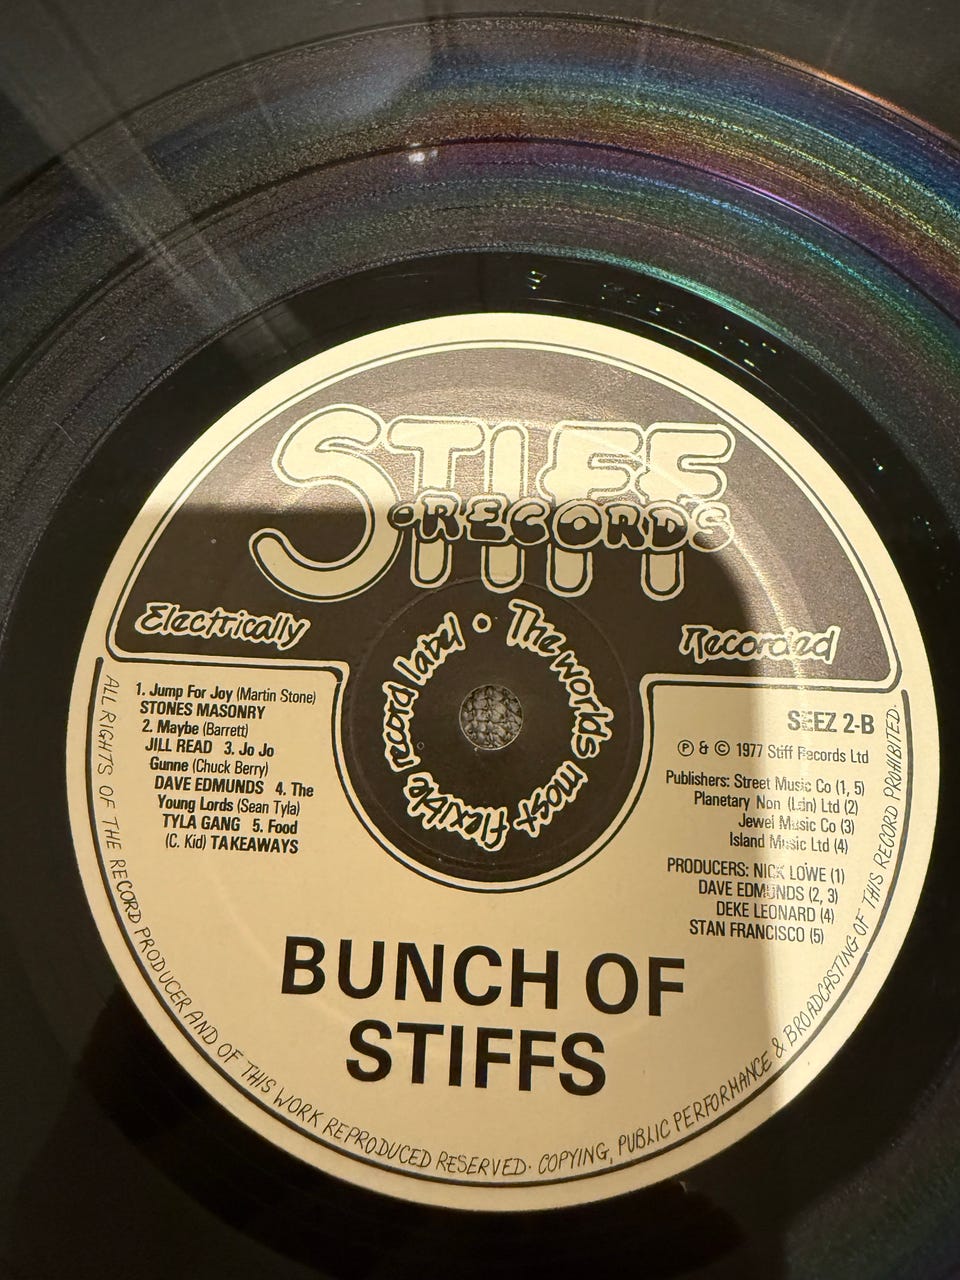 STIFF
RECORDS
Electrically
Recorded
The worlds most flexible record label
1. Jump For Joy (Martin Stone)
STONES MASONRY
2. Maybe (Barrett)
JILL READ 3. Jo Jo
Gunne (Chuck Berry)
DAVE EDMUNDS 4. The
Young Lords (Sean Tyla)
TYLA GANG 5. Food
(C. Kid) TAKEAWAYS
SEEZ 2-B
Ⓟ & © 1977 Stiff Records Ltd
Publishers: Street Music Co (1, 5)
Planetary Non Ltd (2)
Jewel Music Co (3)
Island Music Ltd (4)
PRODUCERS: NICK LOWE (1)
DAVE EDMUNDS (2, 3)
DEKE LEONARD (4)
STAN FRANCISCO (5)
BUNCH OF
STIFFS
ALL RIGHTS OF THE RECORD PRODUCER AND OF THIS WORK REPRODUCED RESERVED· COPYING, PUBLIC PERFORMANCE & BROADCASTING OF THIS RECORD PROHIBITED.